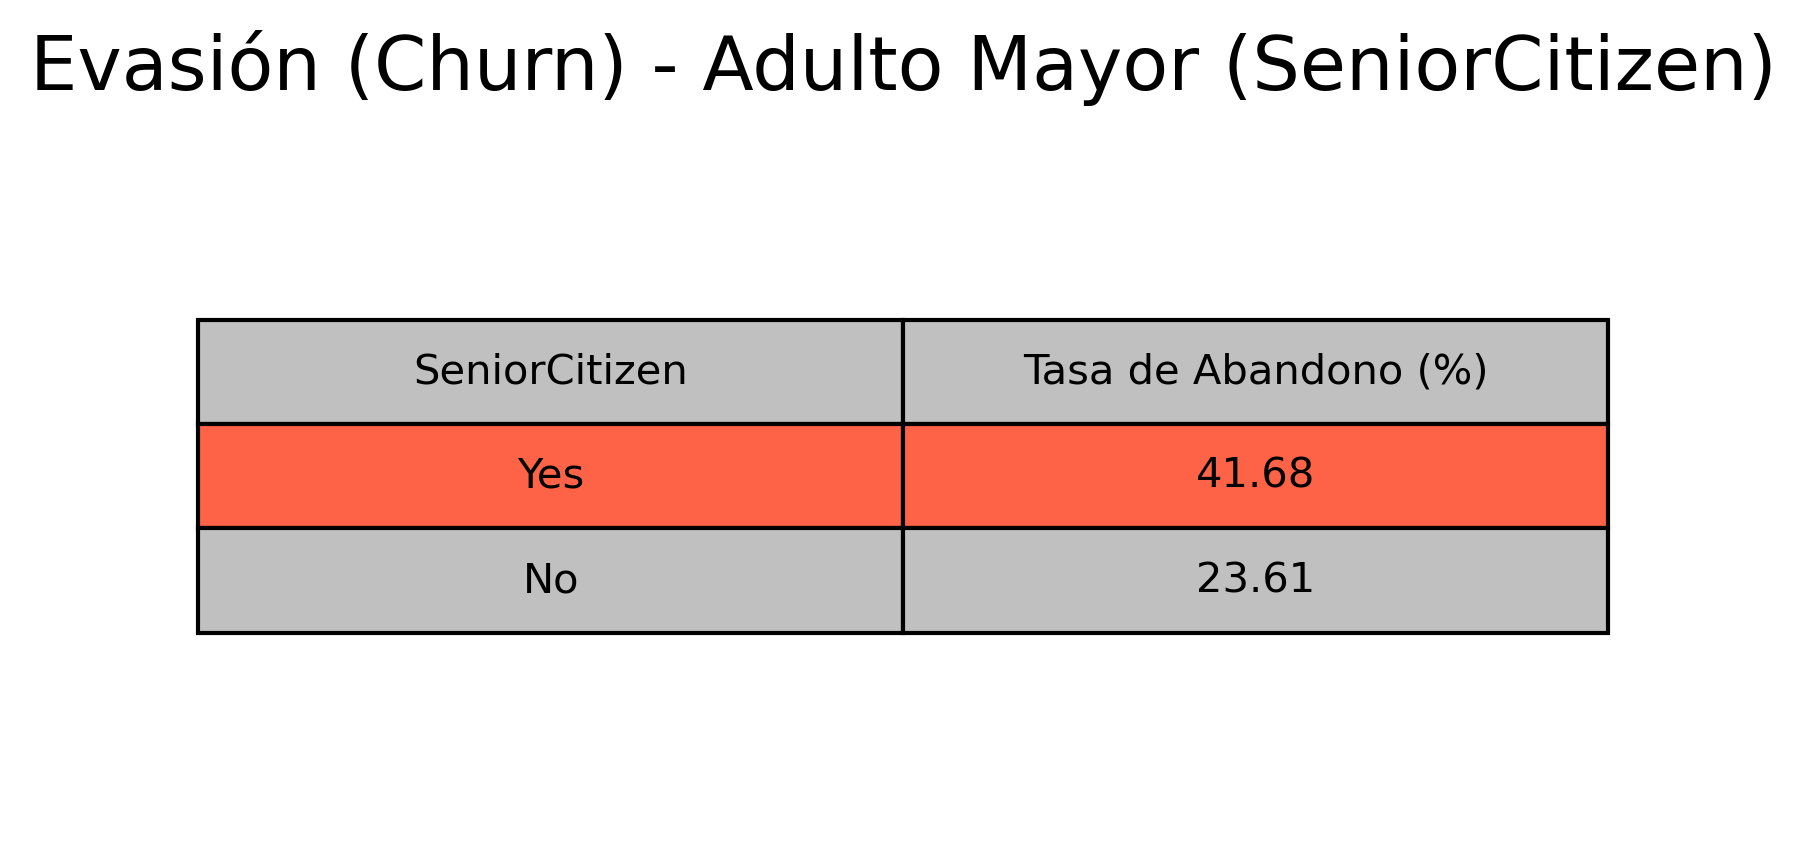 Evasión (Churn) - Adulto Mayor (SeniorCitizen)
SeniorCitizen Tasa de Abandono (%)
Yes 41.68
No 23.61